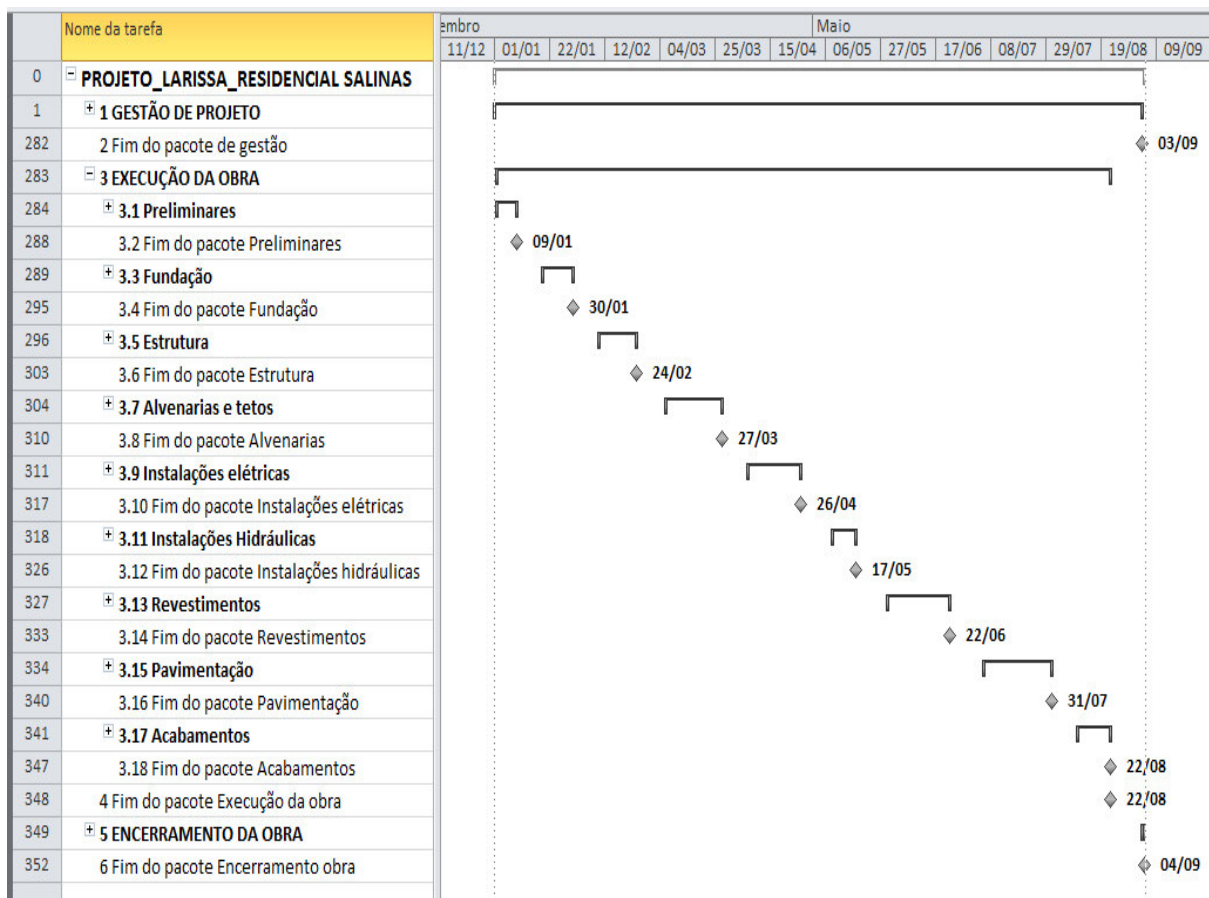 Nome da tarefa
embro Maio
11/12 01/01 22/01 12/02 04/03 25/03 15/04 06/05 27/05 17/06 08/07 29/07 19/08 09/09
0 PROJETO_LARISSA_RESIDENCIAL SALINAS
1 1 GESTÃO DE PROJETO
282 2 Fim do pacote de gestão 03/09
283 3 EXECUÇÃO DA OBRA
284 3.1 Preliminares
288 3.2 Fim do pacote Preliminares 09/01
289 3.3 Fundação
295 3.4 Fim do pacote Fundação 30/01
296 3.5 Estrutura
303 3.6 Fim do pacote Estrutura 24/02
304 3.7 Alvenarias e tetos
310 3.8 Fim do pacote Alvenarias 27/03
311 3.9 Instalações elétricas
317 3.10 Fim do pacote Instalações elétricas 26/04
318 3.11 Instalações Hidráulicas
326 3.12 Fim do pacote Instalações hidráulicas 17/05
327 3.13 Revestimentos
333 3.14 Fim do pacote Revestimentos 22/06
334 3.15 Pavimentação
340 3.16 Fim do pacote Pavimentação 31/07
341 3.17 Acabamentos
347 3.18 Fim do pacote Acabamentos 22/08
348 4 Fim do pacote Execução da obra 22/08
349 5 ENCERRAMENTO DA OBRA
352 6 Fim do pacote Encerramento obra 04/09